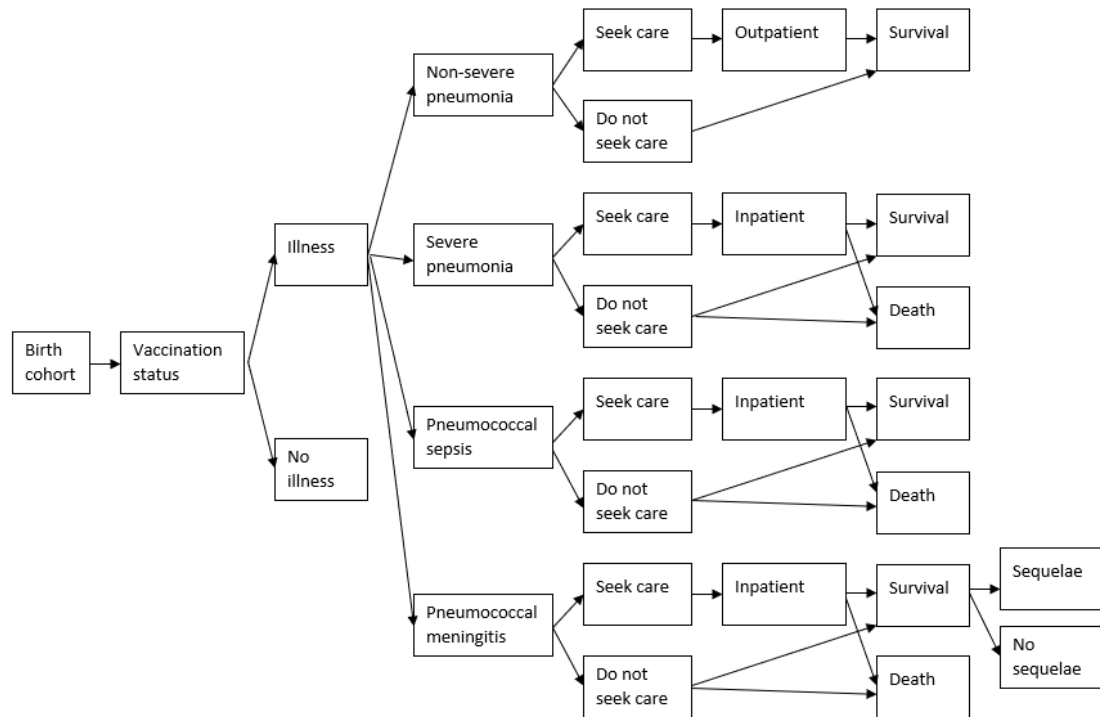 Birth
cohort
Vaccination
status
Illness
No
illness
Non-severe
pneumonia
Seek care
Outpatient
Survival
Do not
seek care
Severe
pneumonia
Seek care
Inpatient
Survival
Do not
seek care
Death
Pneumococcal
sepsis
Seek care
Inpatient
Survival
Do not
seek care
Death
Pneumococcal
meningitis
Seek care
Inpatient
Survival
Sequelae
No
sequelae
Do not
seek care
Death